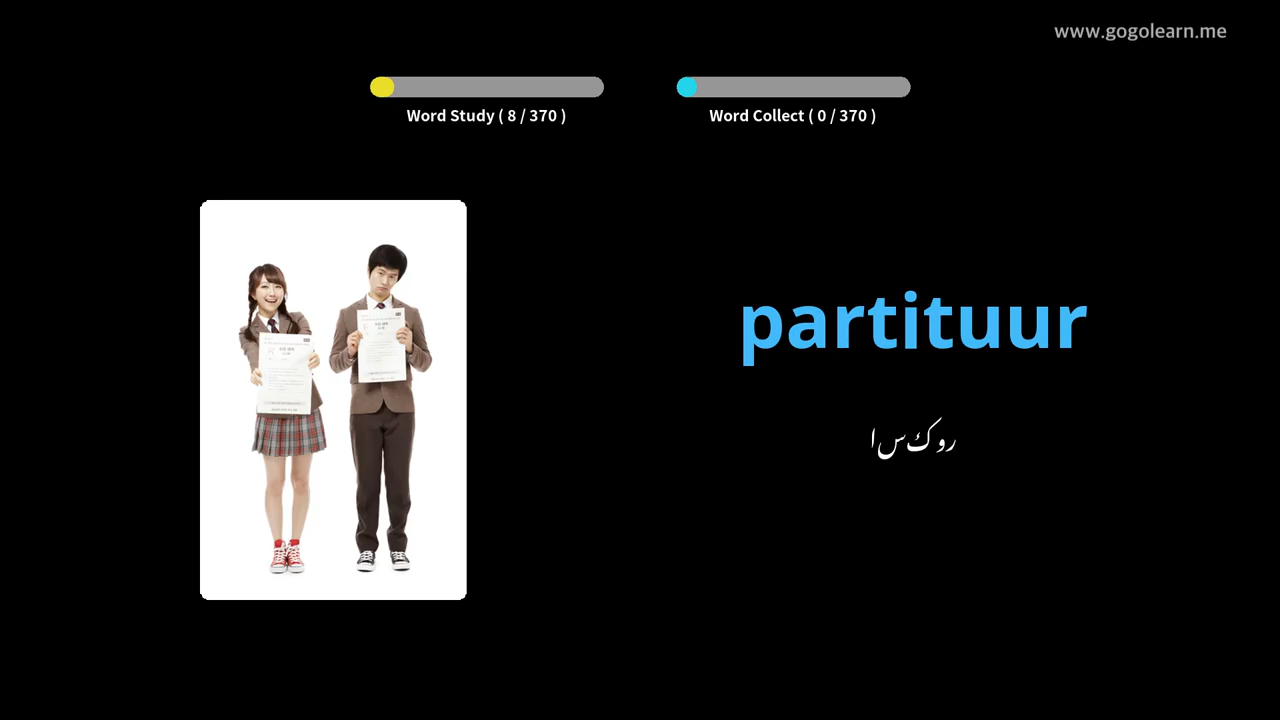 www.gogolearn.me
Word Study ( 8 / 370 )
Word Collect ( 0 / 370 )
partituur
اسکور